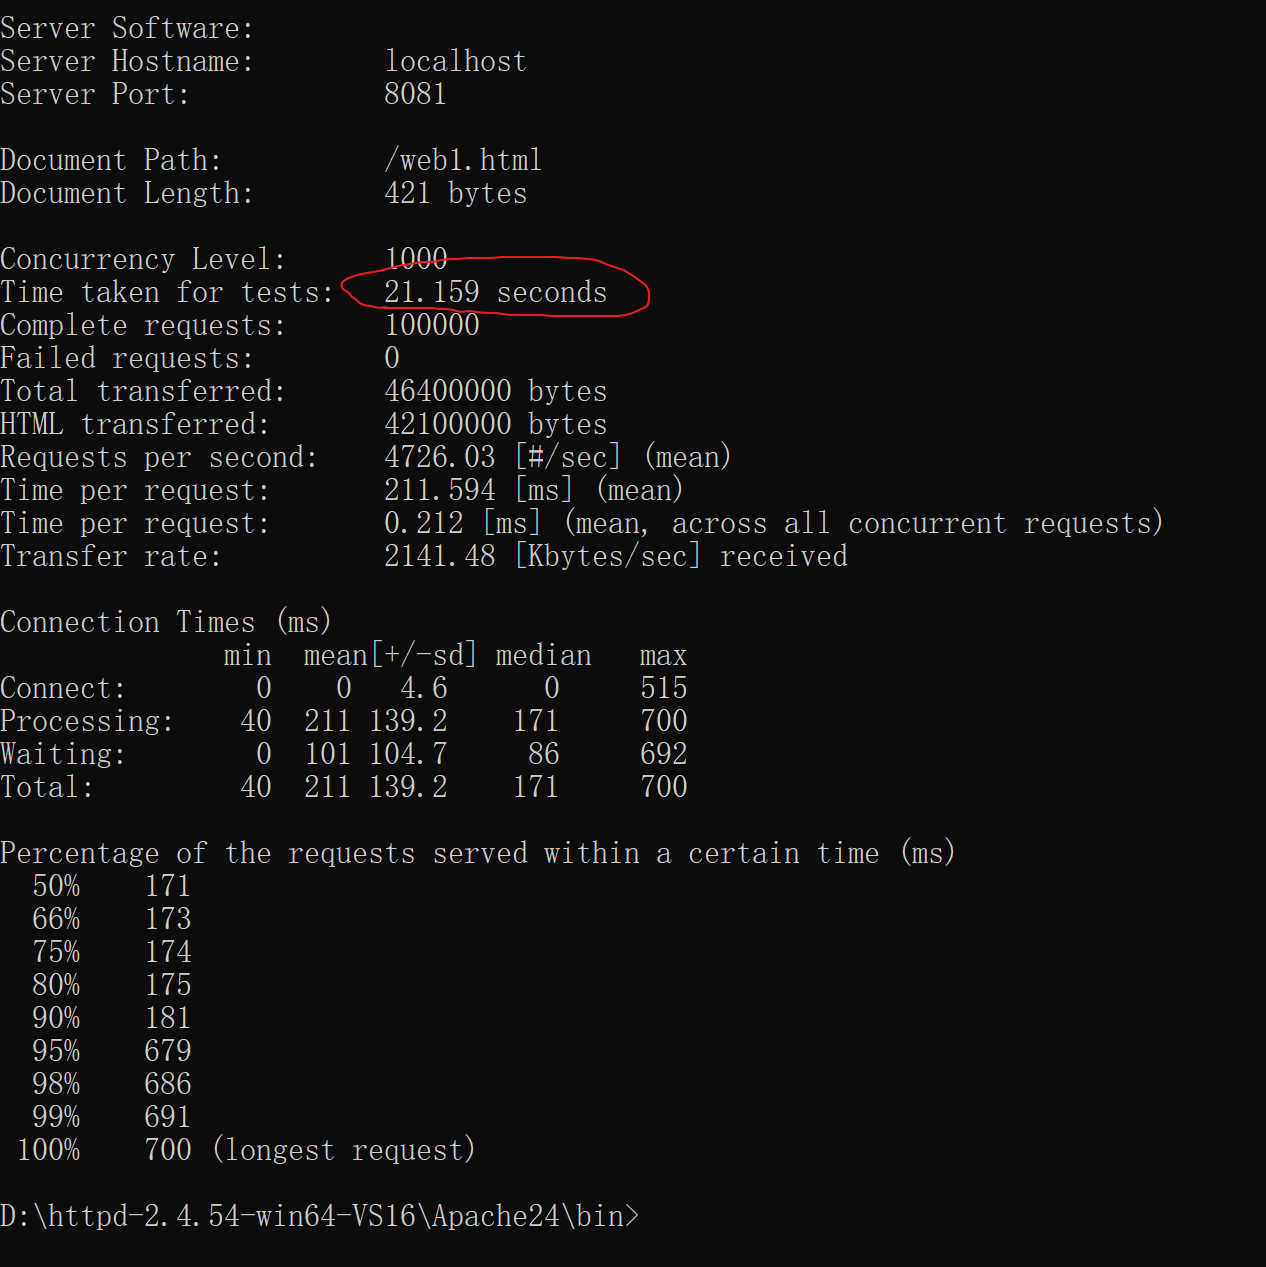 Server Software:
Server Hostname: localhost
Server Port: 8081
Document Path: /web1.html
Document Length: 421 bytes
Concurrency Level: 1000
Time taken for tests: 21.159 seconds
Complete requests: 100000
Failed requests: 0
Total transferred: 46400000 bytes
HTML transferred: 42100000 bytes
Requests per second: 4726.03 [#/sec] (mean)
Time per request: 211.594 [ms] (mean)
Time per request: 0.212 [ms] (mean, across all concurrent requests)
Transfer rate: 2141.48 [Kbytes/sec] received
Connection Times (ms)
min mean[+/-sd] median max
Connect: 0 0 4.6 0 515
Processing: 40 211 139.2 171 700
Waiting: 0 101 104.7 86 692
Total: 40 211 139.2 171 700
Percentage of the requests served within a certain time (ms)
50% 171
66% 173
75% 174
80% 175
90% 181
95% 679
98% 686
99% 691
100% 700 (longest request)
D:\httpd-2.4.54-win64-VS16\Apache24\bin>